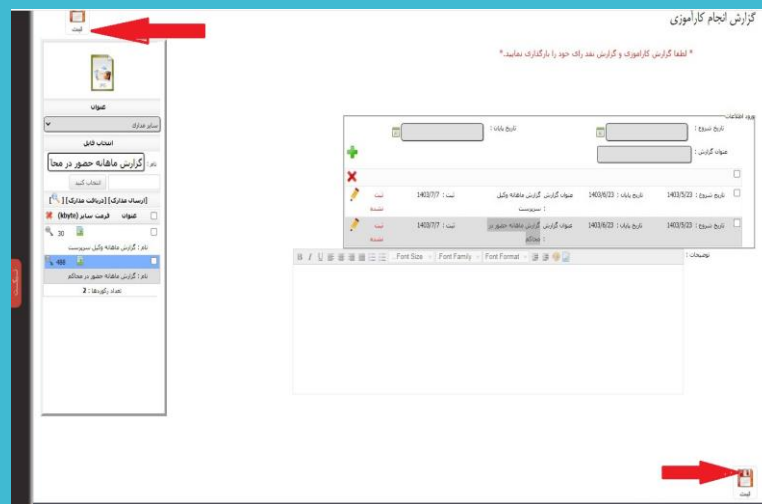 گزارش انجام کارآموزی
* لطفا گزارش کارآموزی و گزارش نقد رای خود را بارگذاری نمایید.*
ورود اطلاعات
تاریخ شروع :
تاریخ پایان :
عنوان گزارش :
تاریخ شروع : 1403/5/23 تاریخ پایان : 1403/6/23 عنوان گزارش : گزارش ماهانه وکیل سرپرست ثبت : 1403/7/7 ثبت نشده
تاریخ شروع : 1403/5/23 تاریخ پایان : 1403/6/23 عنوان گزارش : گزارش ماهانه حضور در محاکم ثبت : 1403/7/7 ثبت نشده
توضیحات :
B I U Font Size Font Family Font Format
ثبت
ثبت
عنوان
سایر مدارک
انتخاب فایل
نام: گزارش ماهانه حضور در محا
انتخاب کنید
[ارسال مدارک] [دریافت مدارک] [ ]
عنوان فرمت سایز (kbyte)
30
نام : گزارش ماهانه وکیل سرپرست
488
نام : گزارش ماهانه حضور در محاکم
تعداد رکوردها : 2